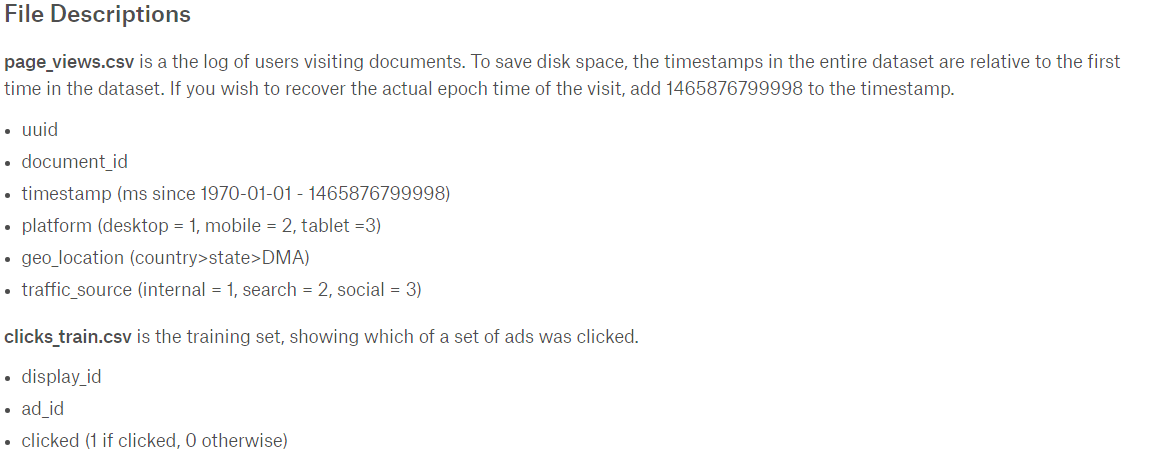 File Descriptions
page_views.csv is a the log of users visiting documents. To save disk space, the timestamps in the entire dataset are relative to the first
time in the dataset. If you wish to recover the actual epoch time of the visit, add 1465876799998 to the timestamp.
• uuid
• document_id
• timestamp (ms since 1970-01-01 - 1465876799998)
• platform (desktop = 1, mobile = 2, tablet =3)
• geo_location (country>state>DMA)
• traffic_source (internal = 1, search = 2, social = 3)
clicks_train.csv is the training set, showing which of a set of ads was clicked.
• display_id
• ad_id
• clicked (1 if clicked, 0 otherwise)